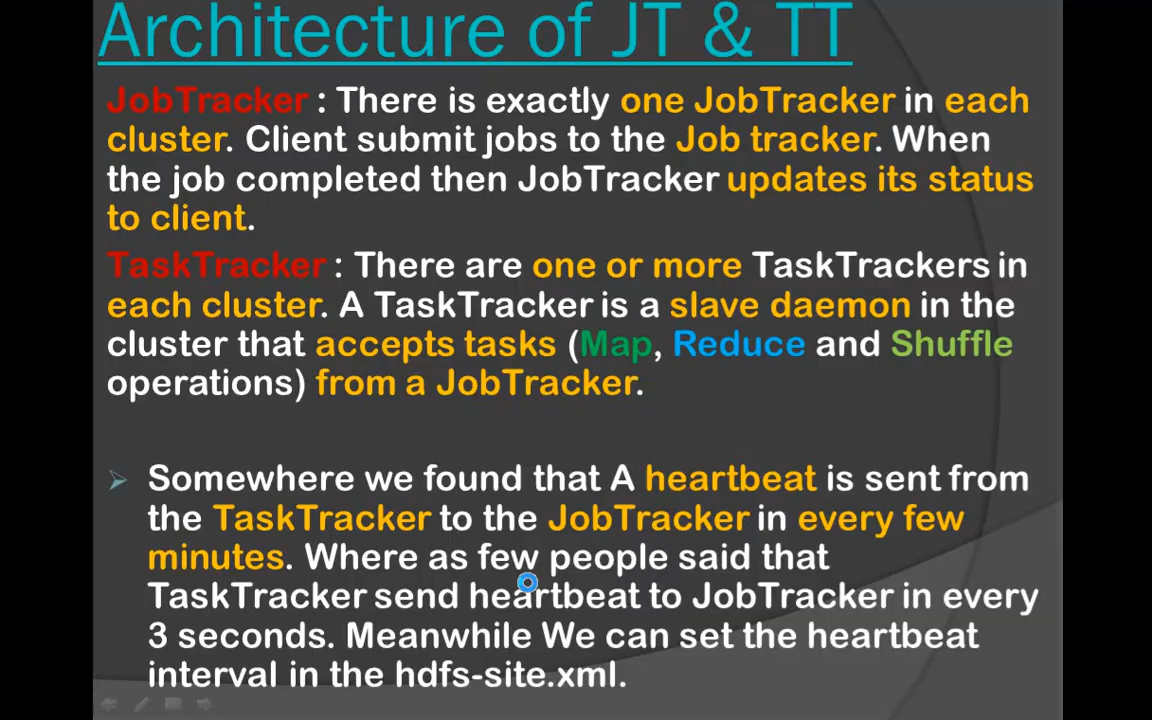 Architecture of JT & TT
JobTracker : There is exactly one JobTracker in each
cluster. Client submit jobs to the Job tracker. When
the job completed then JobTracker updates its status
to client.
TaskTracker : There are one or more TaskTrackers in
each cluster. A TaskTracker is a slave daemon in the
cluster that accepts tasks (Map, Reduce and Shuffle
operations) from a JobTracker.
Somewhere we found that A heartbeat is sent from
the TaskTracker to the JobTracker in every few
minutes. Where as few people said that
TaskTracker send heartbeat to JobTracker in every
3 seconds. Meanwhile We can set the heartbeat
interval in the hdfs-site.xml.